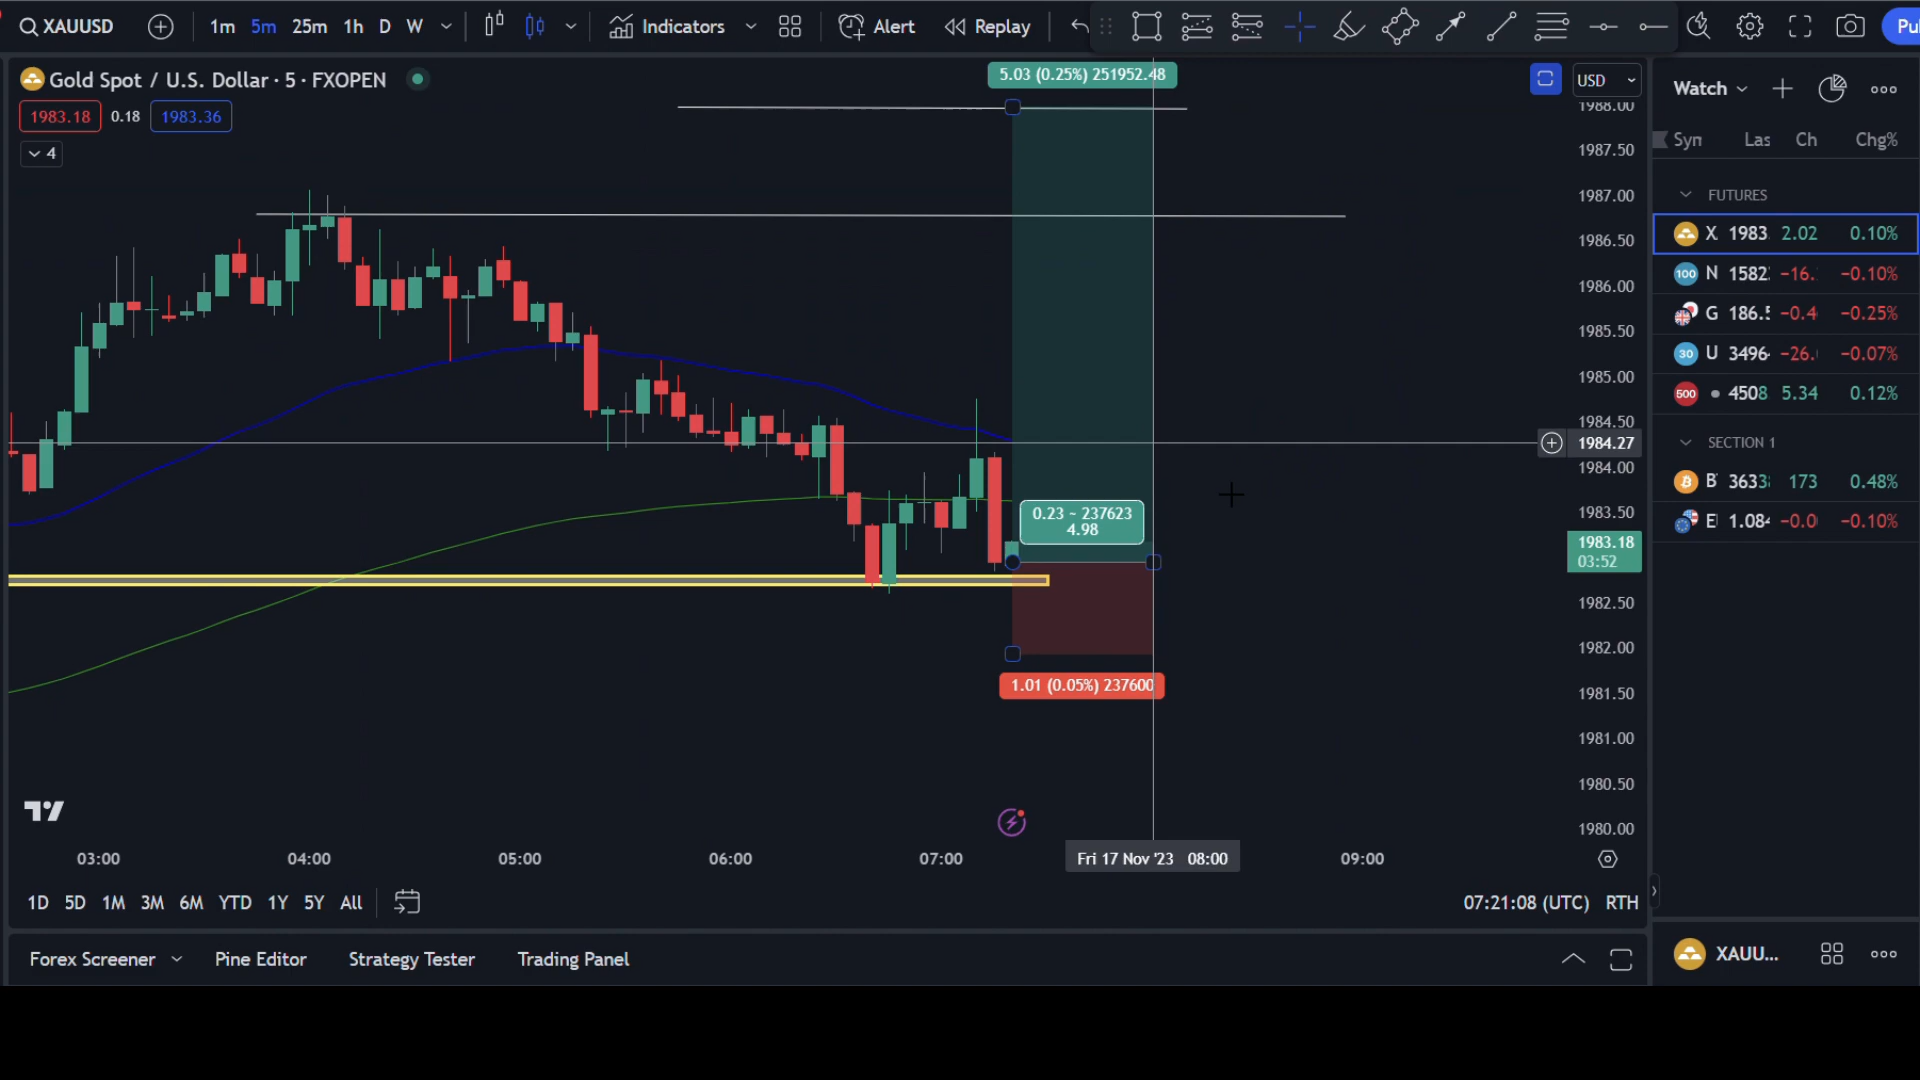 XAUUSD
1m 5m 25m 1h D W
Indicators
Alert
Replay
Gold Spot / U.S. Dollar · 5 · FXOPEN
1983.18 0.18 1983.36
4
5.03 (0.25%) 251952.48
0.23 ~ 237623
4.98
1.01 (0.05%) 237600
USD
1988.00
1987.50
1987.00
1986.50
1986.00
1985.50
1985.00
1984.50
1984.27
1984.00
1983.50
1983.18
03:52
1982.50
1982.00
1981.50
1981.00
1980.50
1980.00
03:00 04:00 05:00 06:00 07:00 Fri 17 Nov '23 08:00 09:00
1D 5D 1M 3M 6M YTD 1Y 5Y All
07:21:08 (UTC) RTH
Forex Screener Pine Editor Strategy Tester Trading Panel
Watch
Chg%
FUTURES
X 1983. 2.02 0.10%
100 N 1582 −16. −0.10%
G 186.5 −0.4 −0.25%
30 U 3496 −26. −0.07%
500 4508 5.34 0.12%
SECTION 1
B 3633 173 0.48%
E 1.08 −0.0 −0.10%
XAUU...